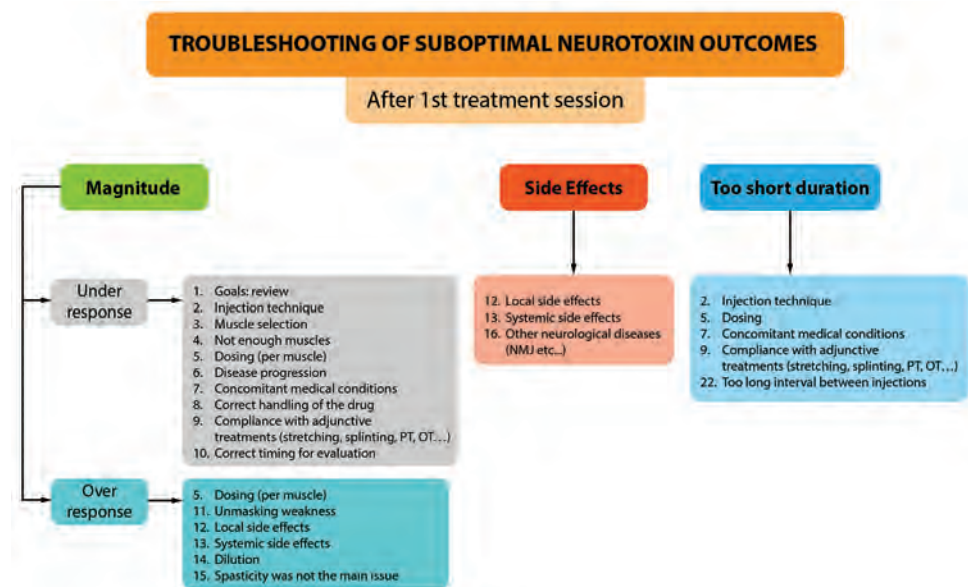 TROUBLESHOOTING OF SUBOPTIMAL NEUROTOXIN OUTCOMES
After 1st treatment session
Magnitude
Under
response
1. Goals: review
2. Injection technique
3. Muscle selection
4. Not enough muscles
5. Dosing (per muscle)
6. Disease progression
7. Concomitant medical conditions
8. Correct handling of the drug
9. Compliance with adjunctive
treatments (stretching, splinting, PT, OT…)
10. Correct timing for evaluation
Over
response
5. Dosing (per muscle)
11. Unmasking weakness
12. Local side effects
13. Systemic side effects
14. Dilution
15. Spasticity was not the main issue
Side Effects
12. Local side effects
13. Systemic side effects
16. Other neurological diseases
(NMJ etc...)
Too short duration
2. Injection technique
5. Dosing
7. Concomitant medical conditions
9. Compliance with adjunctive
treatments (stretching, splinting, PT, OT…)
22. Too long interval between injections